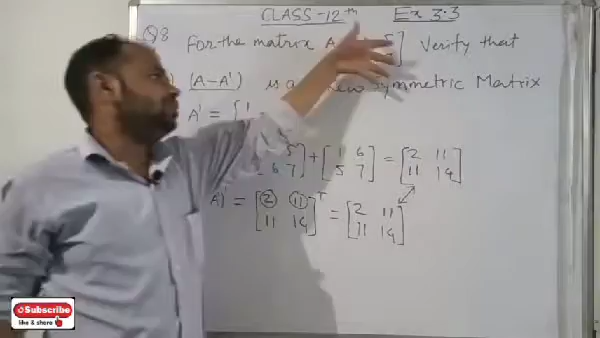 CLASS-12th Ex 3.3
Q8 For the matrix A 5] Verify that
) (A-A') is a ew Symmetric Matrix
A' = [1
5 6 7] + [1 6 5 7] = [2 11 11 14]
A)' = [2 11 11 14]T = [2 11 11 14]
Subscribe
like & share